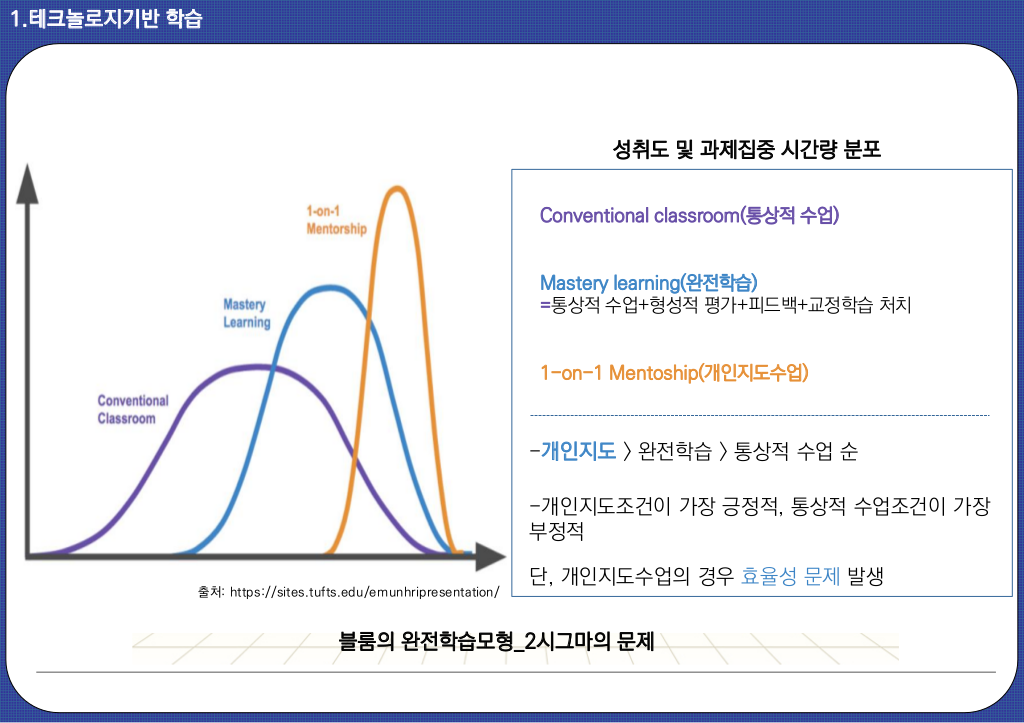 1.테크놀로지기반 학습
성취도 및 과제집중 시간량 분포
1-on-1
Mentorship
Mastery
Learning
Conventional
Classroom
Conventional classroom(통상적 수업)
Mastery learning(완전학습)
=통상적 수업+형성적 평가+피드백+교정학습 처치
1-on-1 Mentoship(개인지도수업)
-개인지도 > 완전학습 > 통상적 수업 순
-개인지도조건이 가장 긍정적, 통상적 수업조건이 가장
부정적
단, 개인지도수업의 경우 효율성 문제 발생
출처: https://sites.tufts.edu/emunhripresentation/
블룸의 완전학습모형_2시그마의 문제